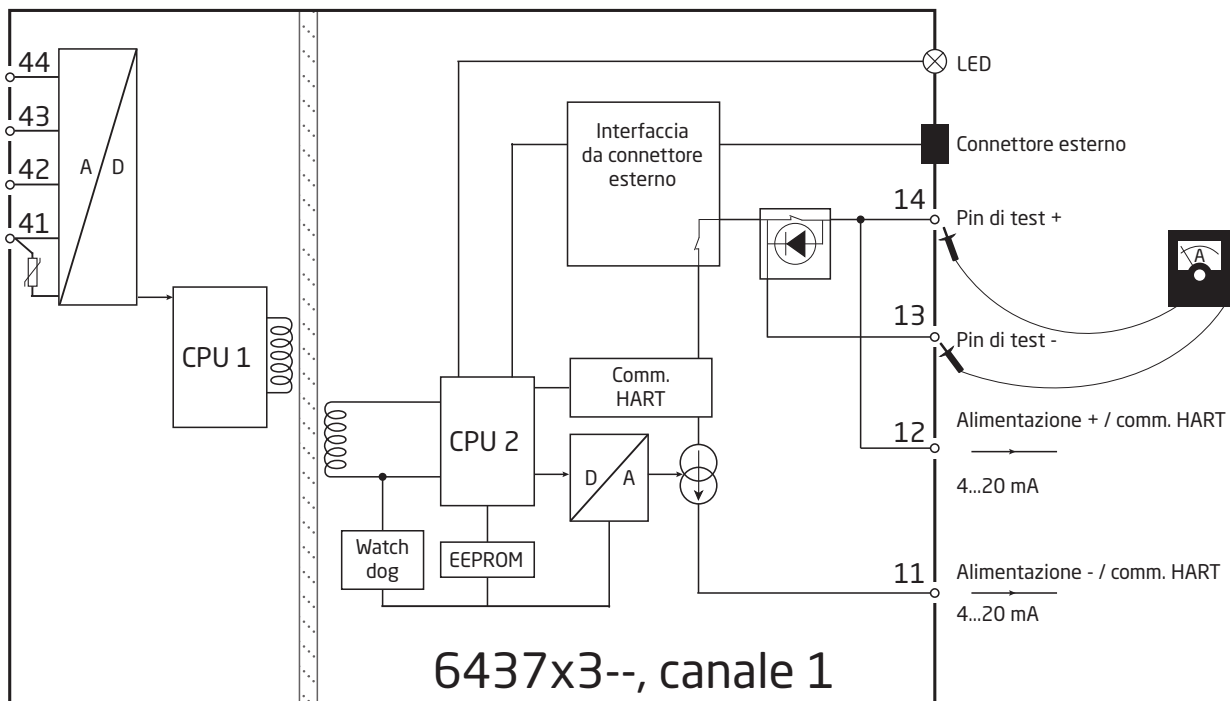 44
43
42
41
A D
CPU 1
LED
Interfaccia
da connettore
esterno
Connettore esterno
14
Pin di test +
A
13
Pin di test -
Comm.
HART
CPU 2
12
Alimentazione + / comm. HART
4...20 mA
D A
Watch
dog
EEPROM
11
Alimentazione - / comm. HART
4...20 mA
6437x3--, canale 1